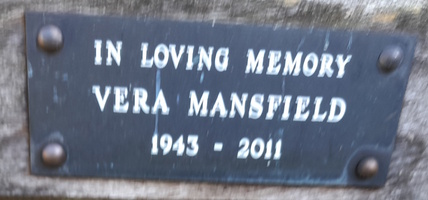 IN LOVING MEMORY
VERA MANSFIELD
1943 - 2011